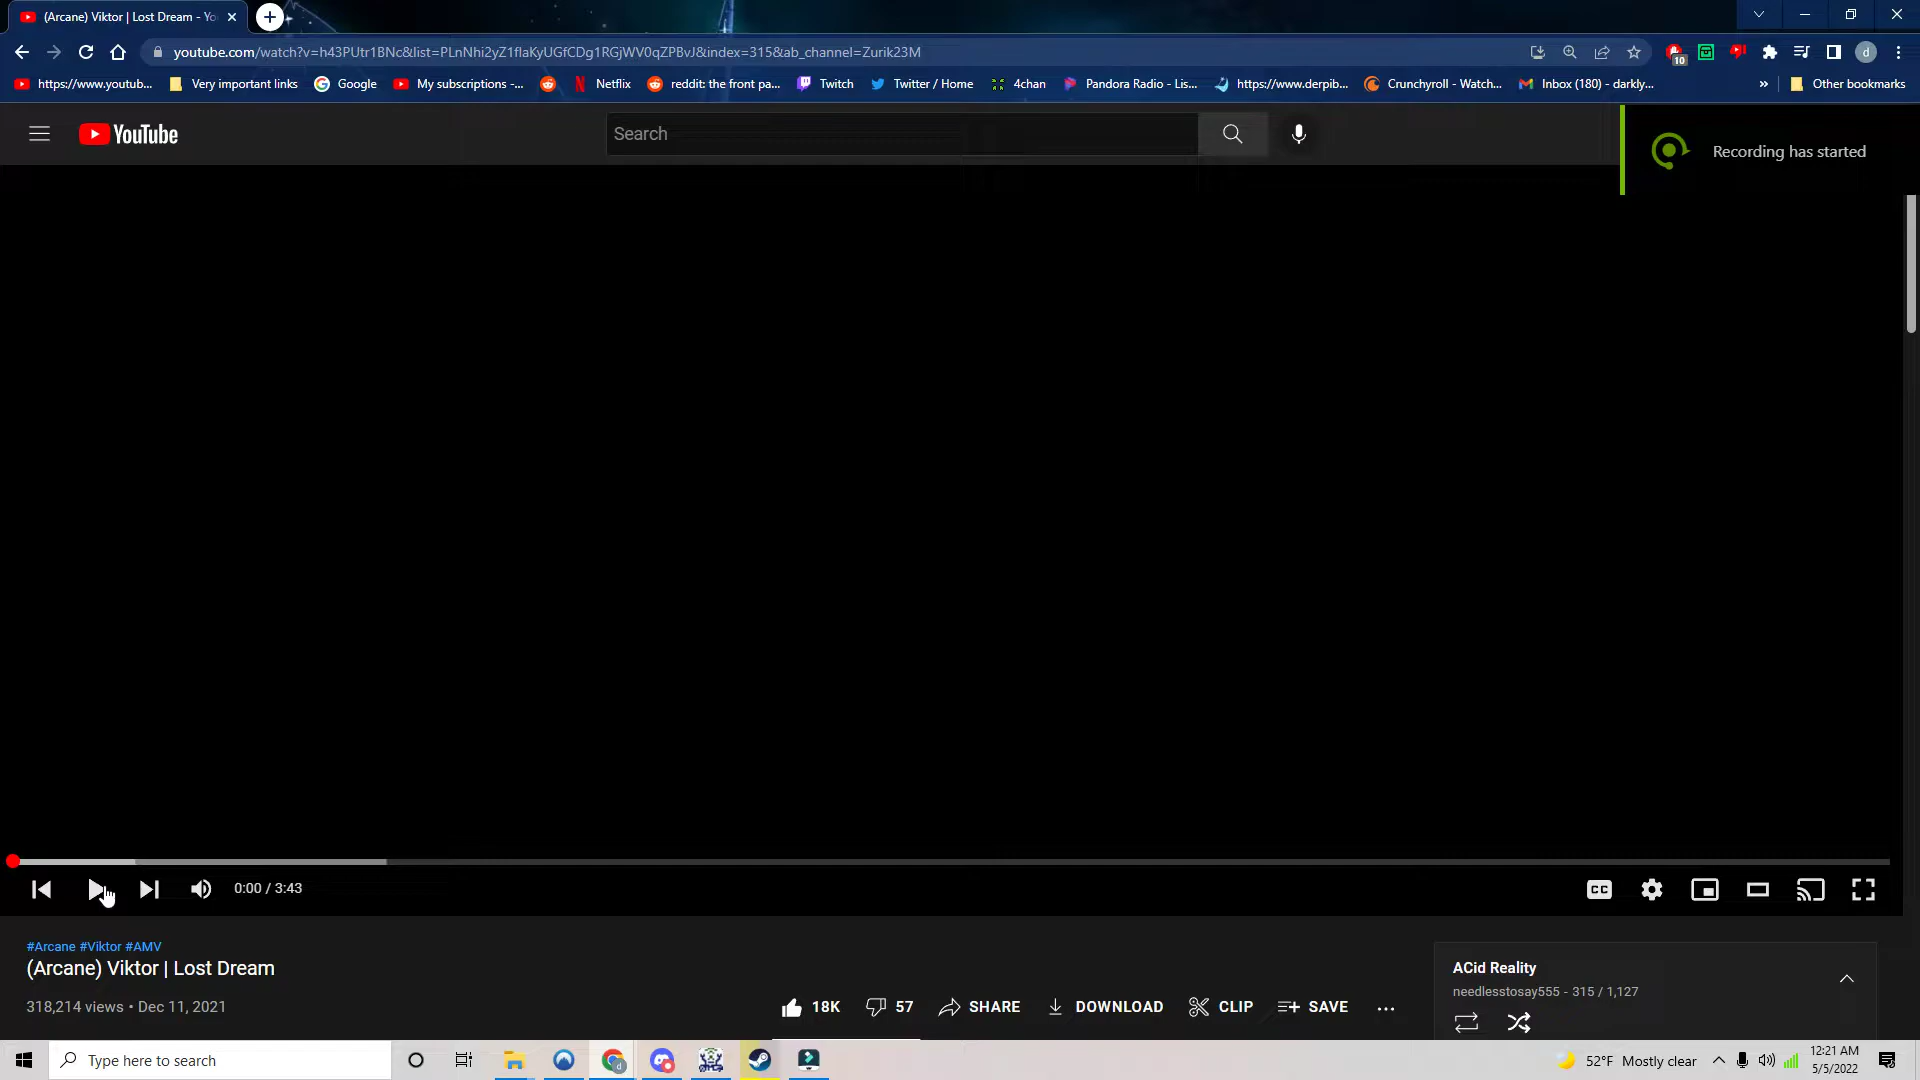 (Arcane) Viktor | Lost Dream - Yo
youtube.com/watch?v=h43PUtr1BNc&list=PLnNhi2yZ1flaKyUGfCDg1RGjWV0qZPBvJ&index=315&ab_channel=Zurik23M
10
d
https://www.youtub...
Very important links
Google
My subscriptions -...
Netflix
reddit: the front pa...
Twitch
Twitter / Home
4chan
Pandora Radio - Lis...
https://www.derpib...
Crunchyroll - Watch...
Inbox (180) - darkly...
»
Other bookmarks
YouTube
Search
Recording has started
0:00 / 3:43
CC
#Arcane #Viktor #AMV
(Arcane) Viktor | Lost Dream
318,214 views • Dec 11, 2021
18K
57
SHARE
DOWNLOAD
CLIP
SAVE
...
ACid Reality
needlesstosay555 - 315 / 1,127
Type here to search
52°F Mostly clear
12:21 AM
5/5/2022